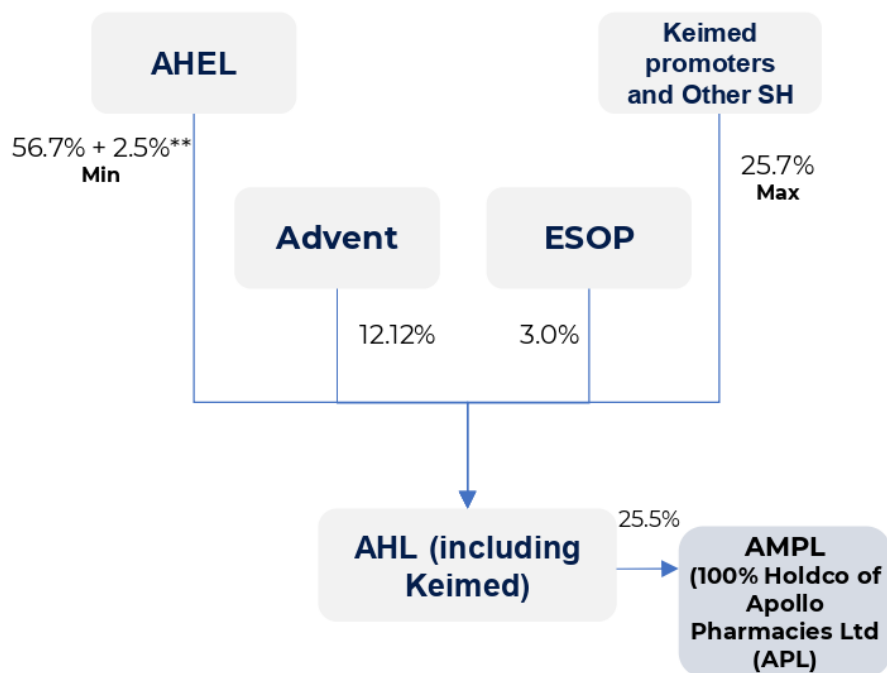 AHEL
Keimed
promoters
and Other SH
56.7% + 2.5%**
Min
25.7%
Max
Advent
ESOP
12.12%
3.0%
AHL (including
Keimed)
25.5%
AMPL
(100% Holdco of
Apollo
Pharmacies Ltd
(APL)